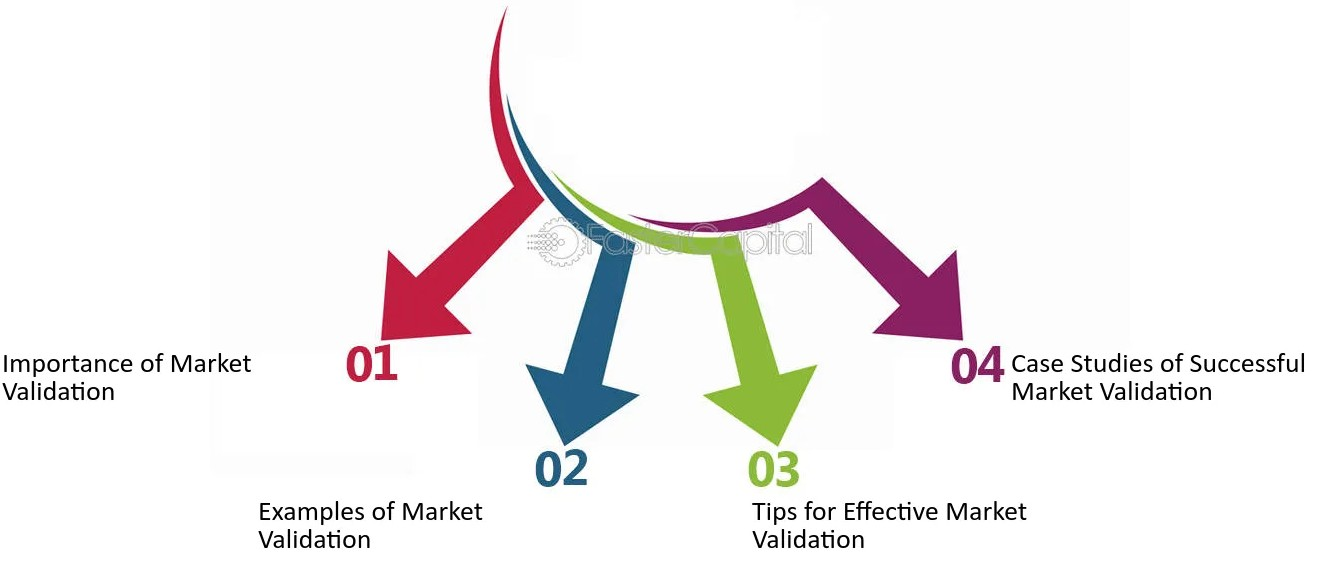 FasterCapital
01
Importance of Market
Validation
02
Examples of Market
Validation
03
Tips for Effective Market
Validation
04
Case Studies of Successful
Market Validation